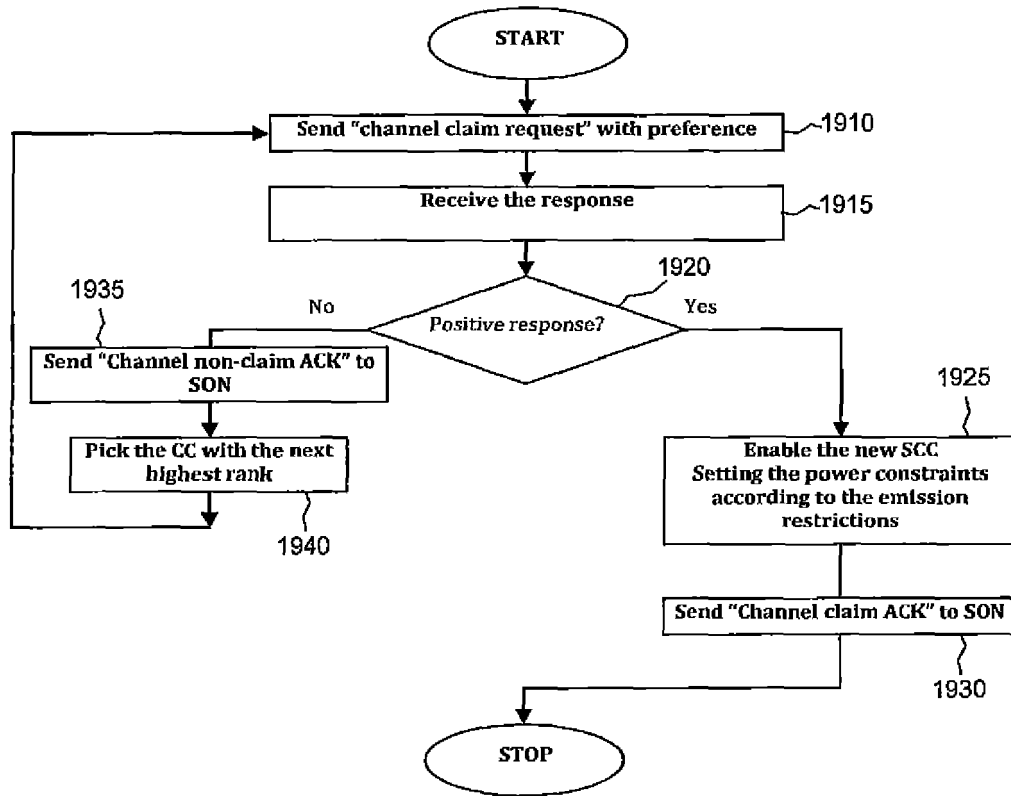 START
Send "channel claim request" with preference
1910
Receive the response
1915
1920
Positive response?
No
Yes
1935
Send "Channel non-claim ACK" to
SON
Pick the CC with the next
highest rank
1940
1925
Enable the new SCC
Setting the power constraints
according to the emission
restrictions
Send "Channel claim ACK" to SON
1930
STOP